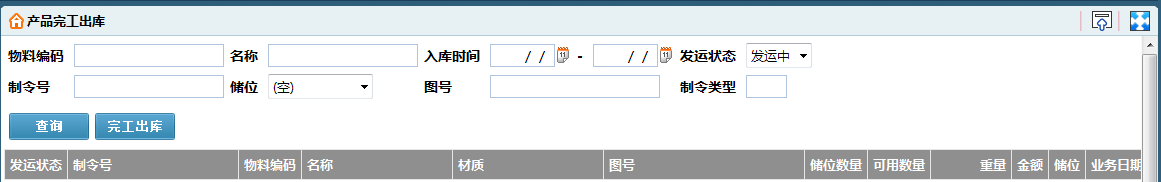 产品完工出库
物料编码 名称 入库时间 / / - / / 发运状态 发运中
制令号 储位 (空) 图号 制令类型
查询 完工出库
发运状态 制令号 物料编码 名称 材质 图号 储位数量 可用数量 重量 金额 储位 业务日期